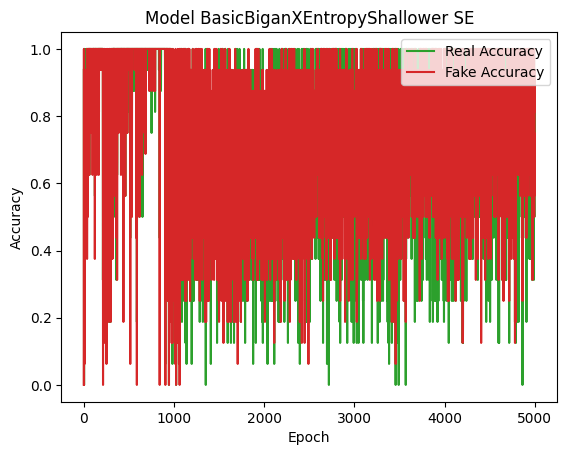 Model BasicBiganXEntropyShallower SE
Real Accuracy
Fake Accuracy
1.0
0.8
0.6
0.4
0.2
0.0
Accuracy
0 1000 2000 3000 4000 5000
Epoch